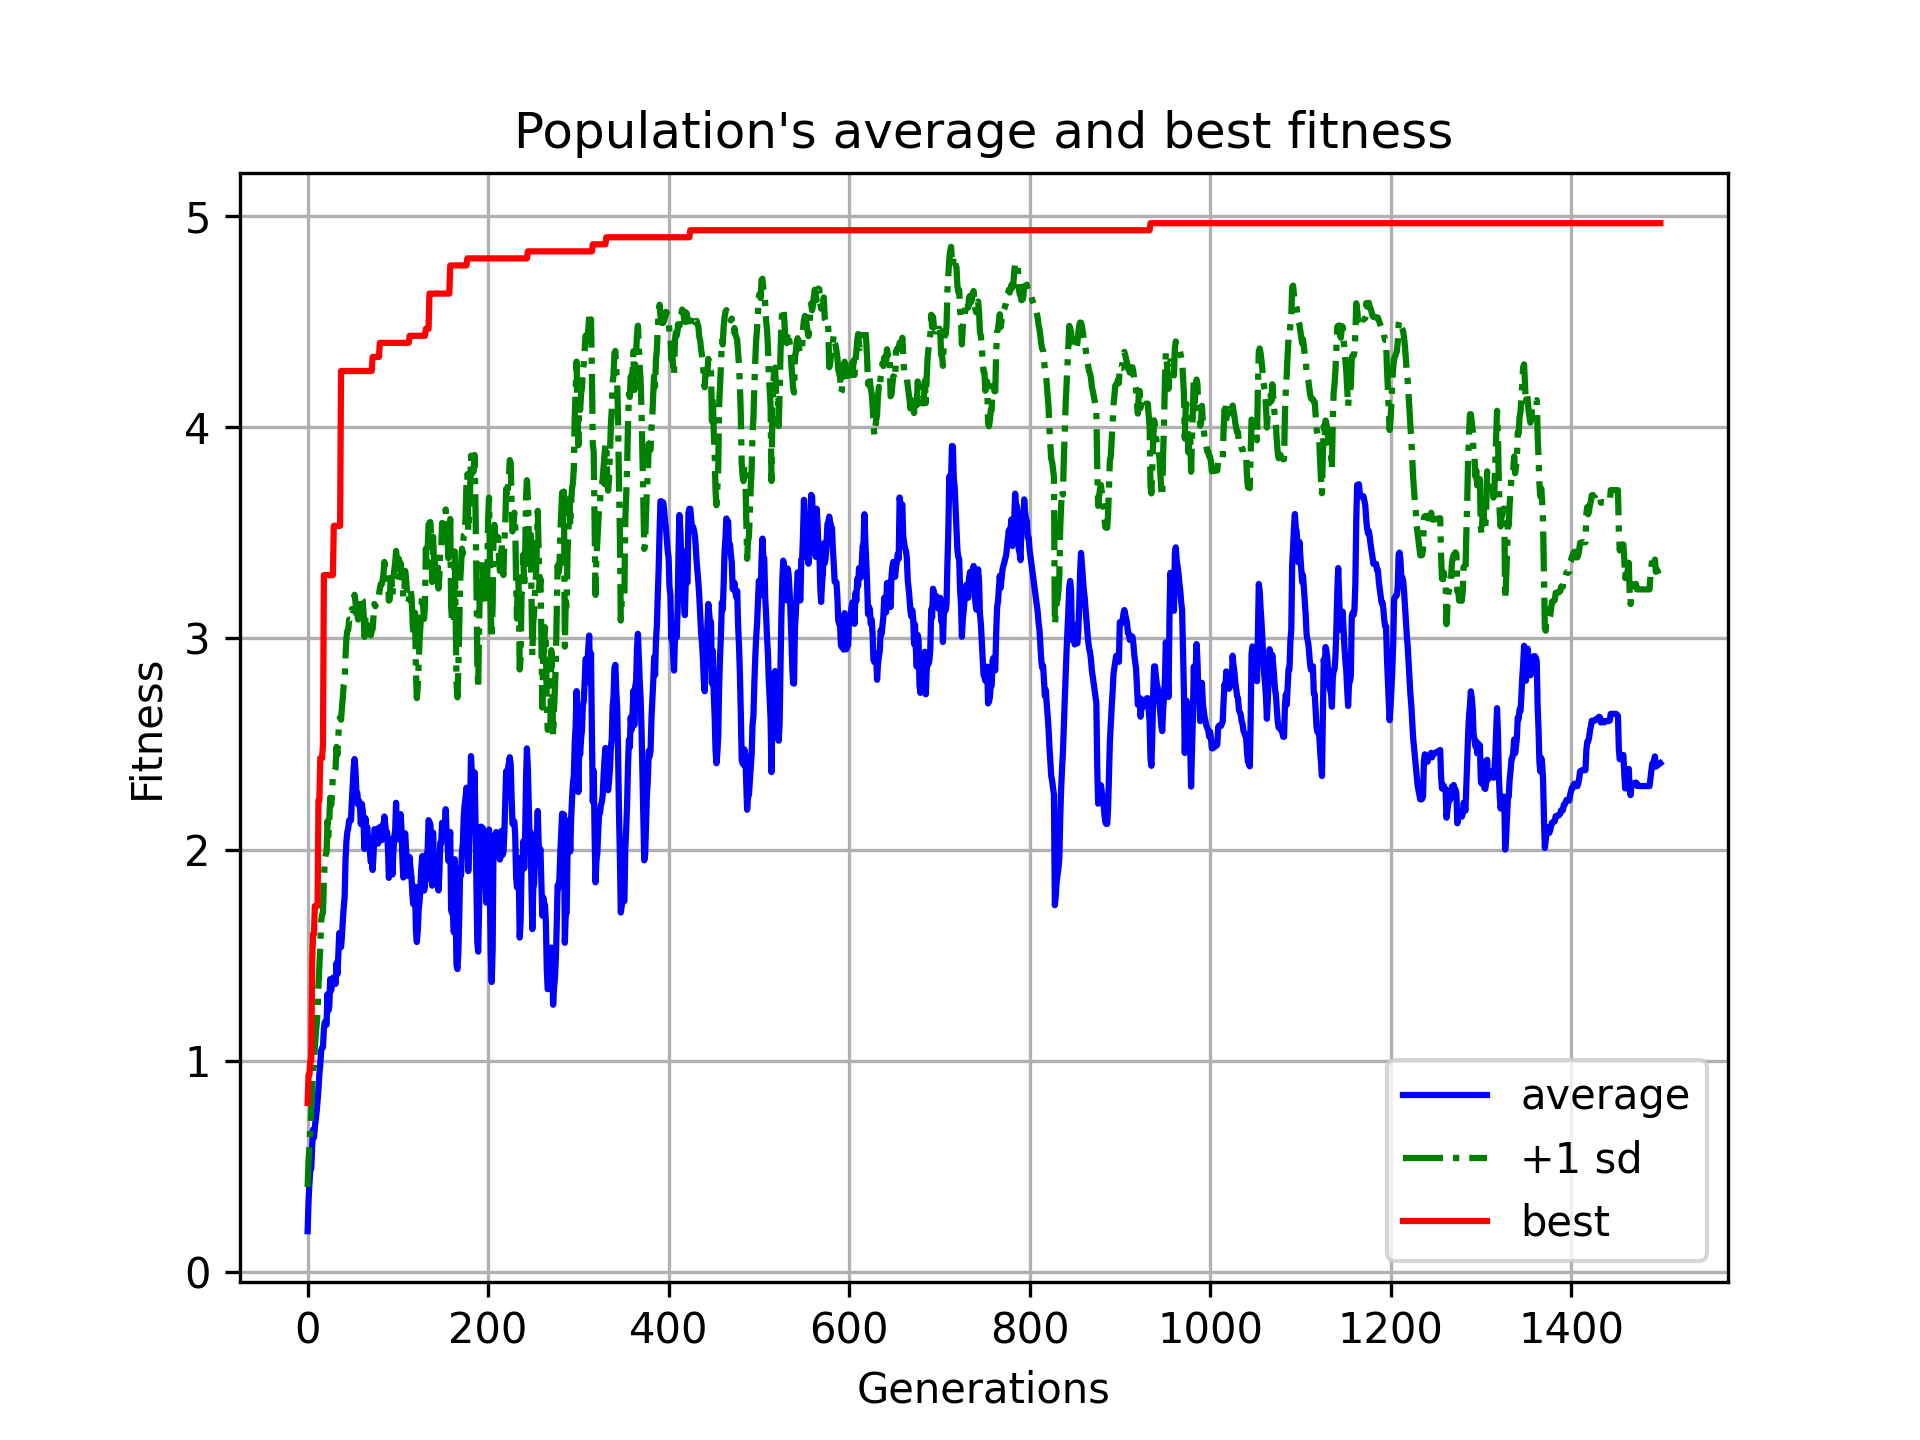 Population's average and best fitness
5
4
3
2
1
0
Fitness
0 200 400 600 800 1000 1200 1400
Generations
average
+1 sd
best